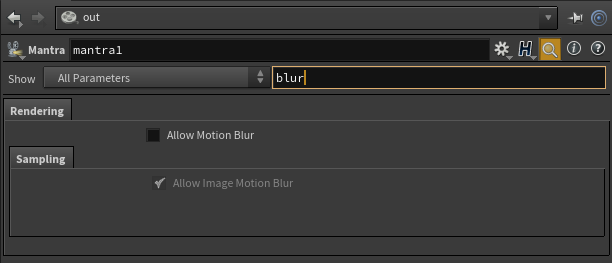 out
Mantra mantra1
Show All Parameters blur
Rendering
Allow Motion Blur
Sampling
Allow Image Motion Blur